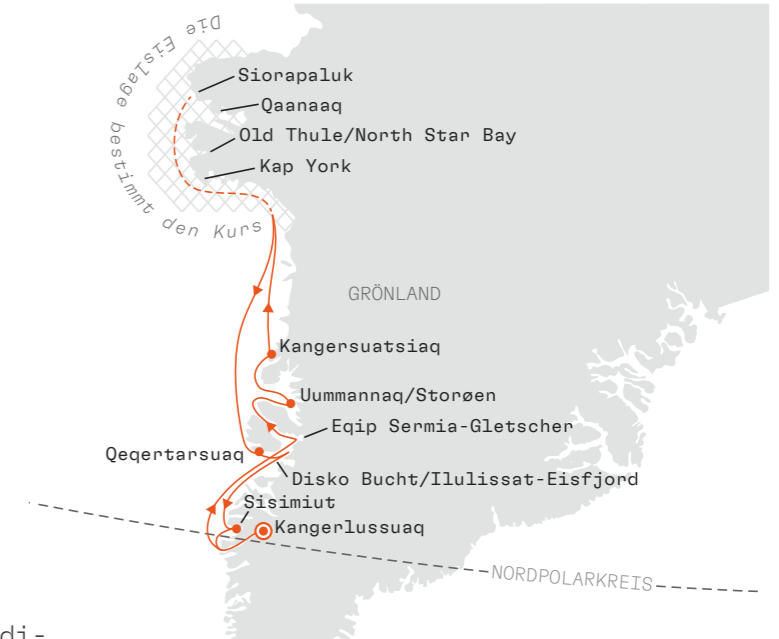 Die Eislage bestimmt den Kurs
Siorapaluk
Qaanaaq
Old Thule/North Star Bay
Kap York
GRÖNLAND
Kangersuatsiaq
Uummannaq/Storøen
Eqip Sermia-Gletscher
Qeqertarsuaq
Disko Bucht/Ilulissat-Eisfjord
Sisimiut
Kangerlussuaq
NORDPOLARKREIS
di-